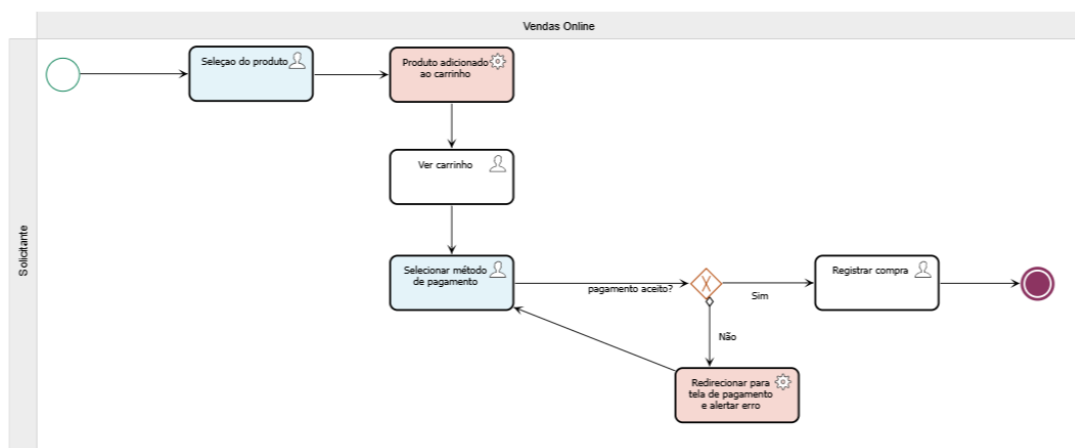 Vendas Online
Solicitante
Seleçao do produto
Produto adicionado
ao carrinho
Ver carrinho
Selecionar método
de pagamento
pagamento aceito?
Sim
Registrar compra
Não
Redirecionar para
tela de pagamento
e alertar erro